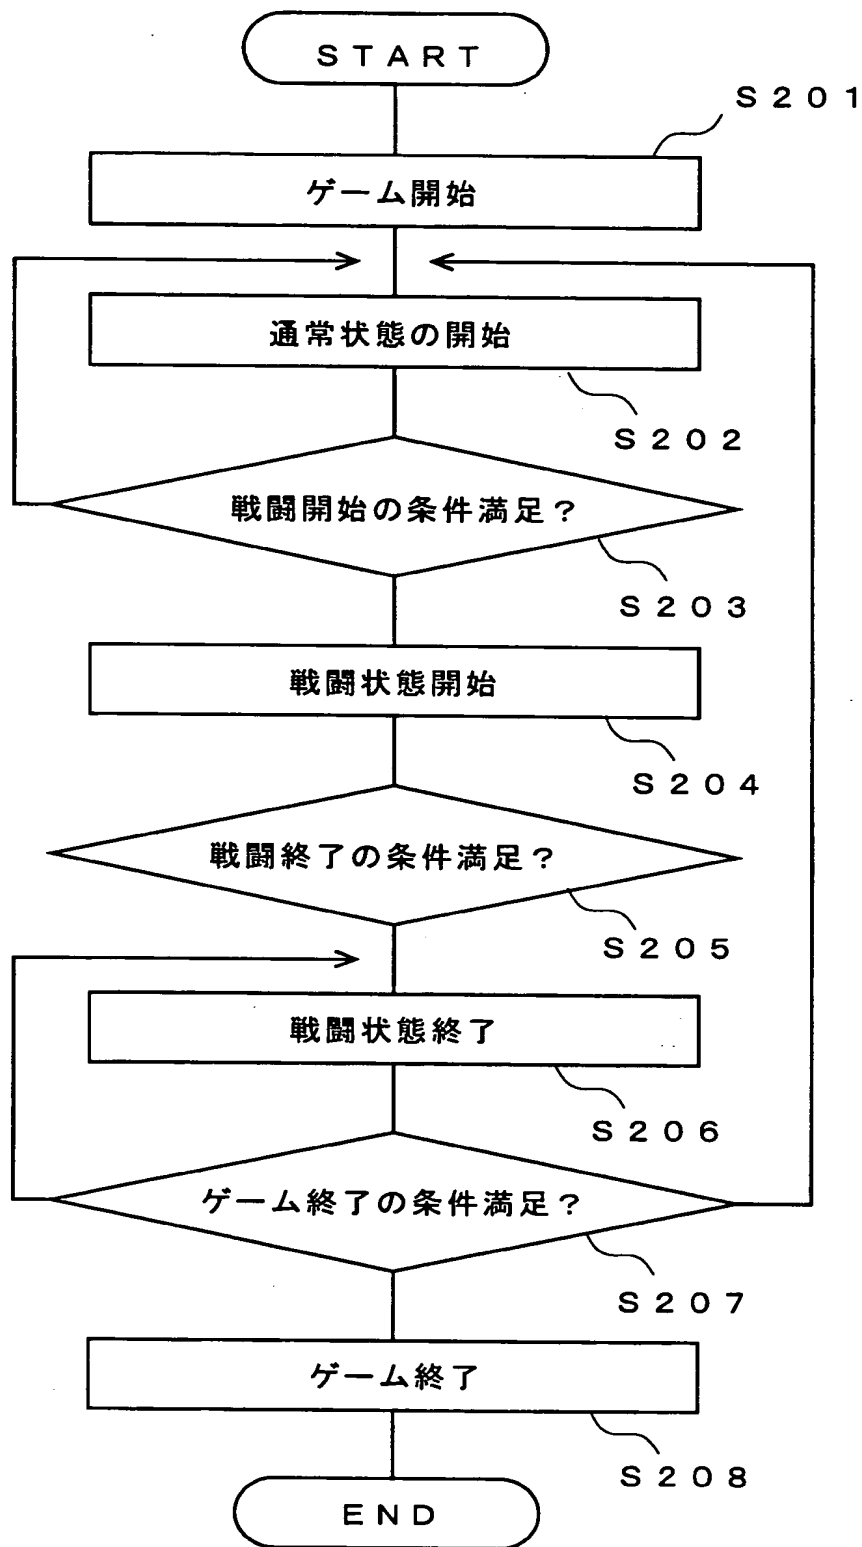 ＳＴＡＲＴ
Ｓ２０１
ゲーム開始
通常状態の開始
Ｓ２０２
戦闘開始の条件満足？
Ｓ２０３
戦闘状態開始
Ｓ２０４
戦闘終了の条件満足？
Ｓ２０５
戦闘状態終了
Ｓ２０６
ゲーム終了の条件満足？
Ｓ２０７
ゲーム終了
Ｓ２０８
ＥＮＤ